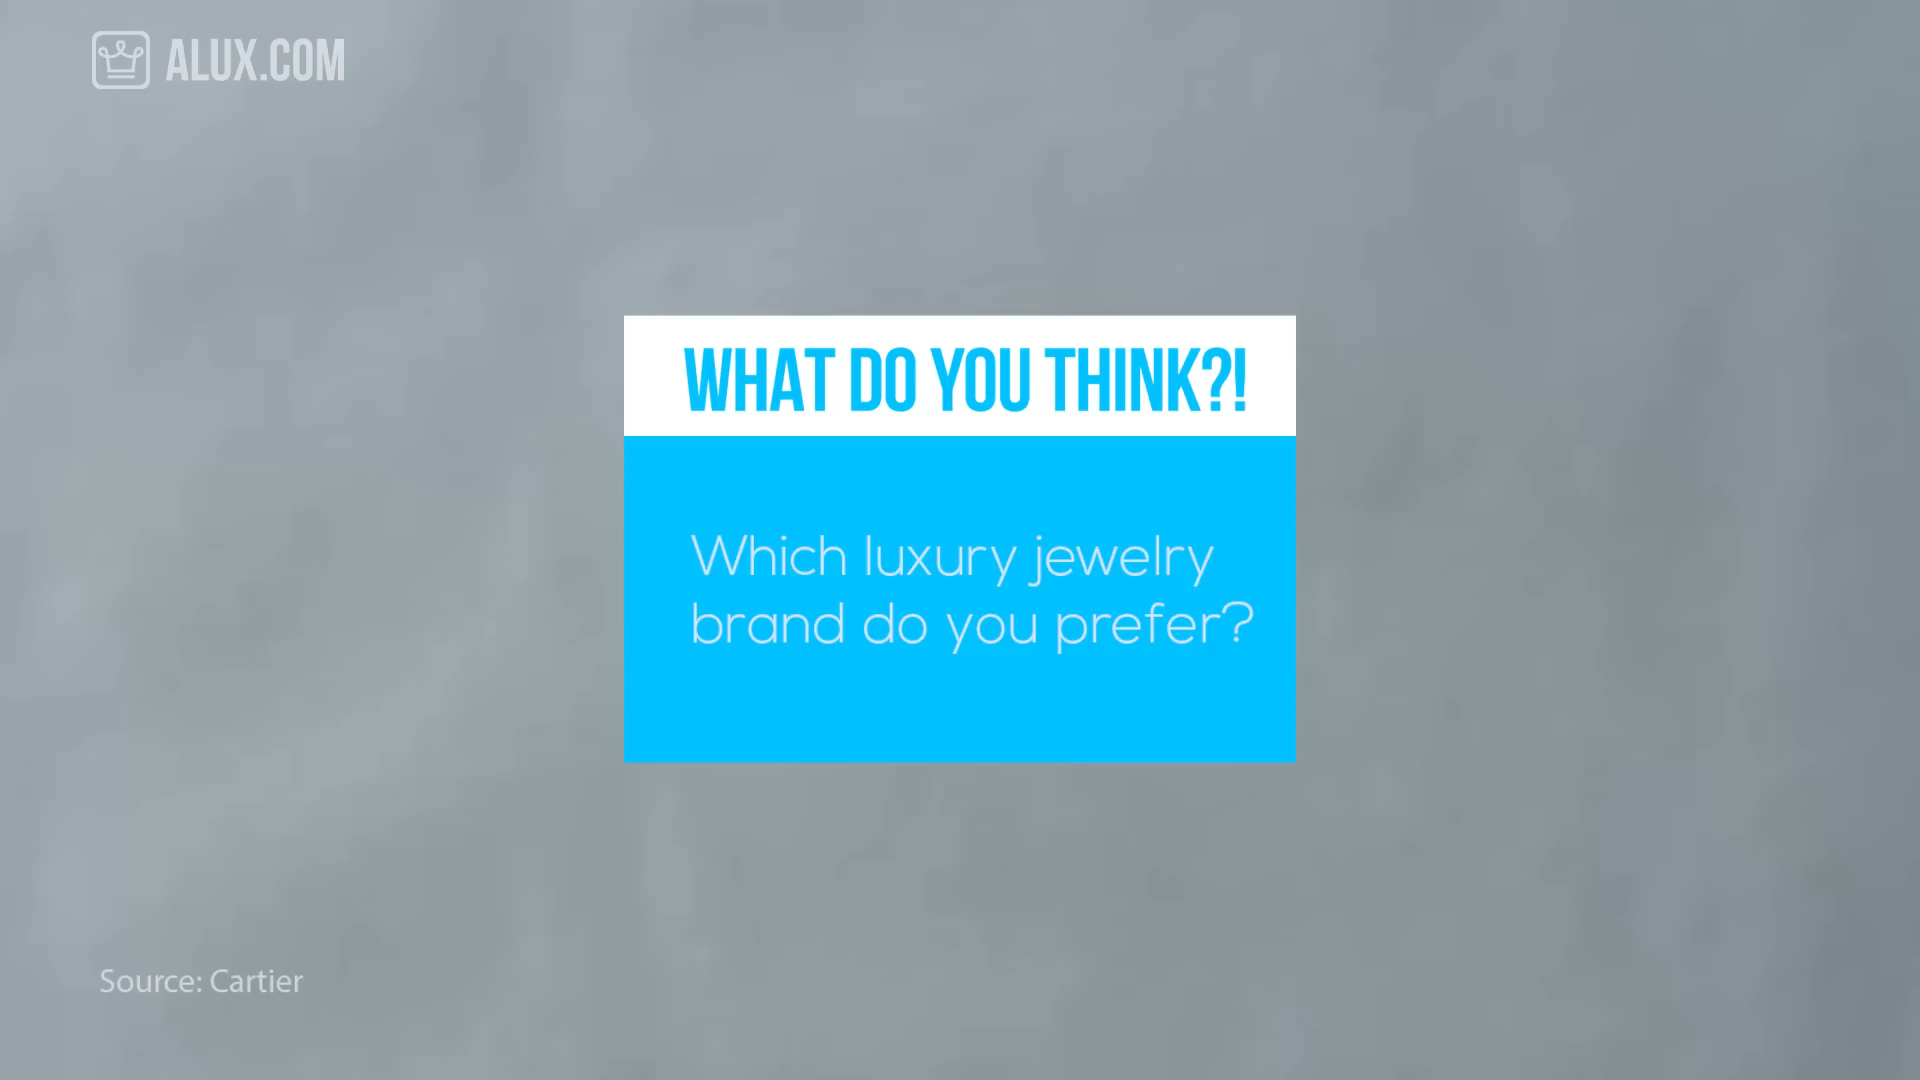 ALUX.COM
WHAT DO YOU THINK?!
Which luxury jewelry
brand do you prefer?
Source: Cartier